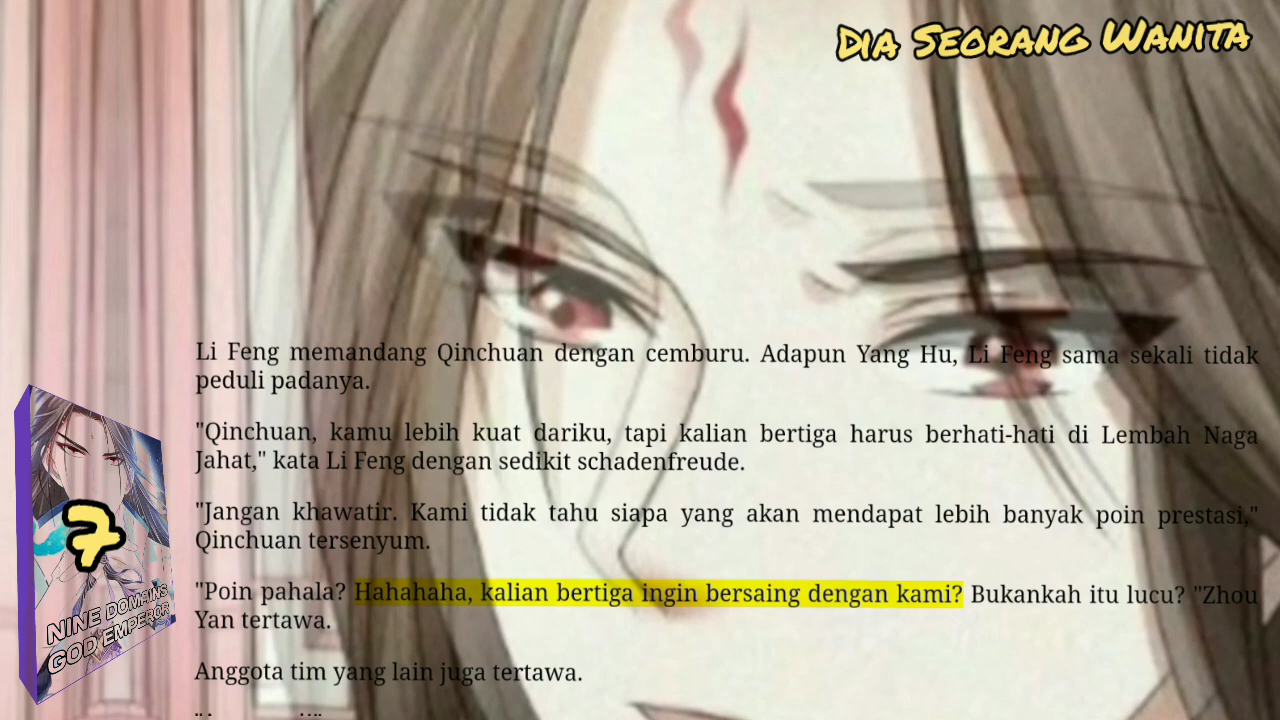 Dia Seorang Wanita
Li Feng memandang Qinchuan dengan cemburu. Adapun Yang Hu, Li Feng sama sekali tidak
peduli padanya.
"Qinchuan, kamu lebih kuat dariku, tapi kalian bertiga harus berhati-hati di Lembah Naga
Jahat," kata Li Feng dengan sedikit schadenfreude.
"Jangan khawatir. Kami tidak tahu siapa yang akan mendapat lebih banyak poin prestasi,"
Qinchuan tersenyum.
"Poin pahala? Hahahaha, kalian bertiga ingin bersaing dengan kami? Bukankah itu lucu? "Zhou
Yan tertawa.
Anggota tim yang lain juga tertawa.
7
NINE DOMAINS
GOD EMPEROR